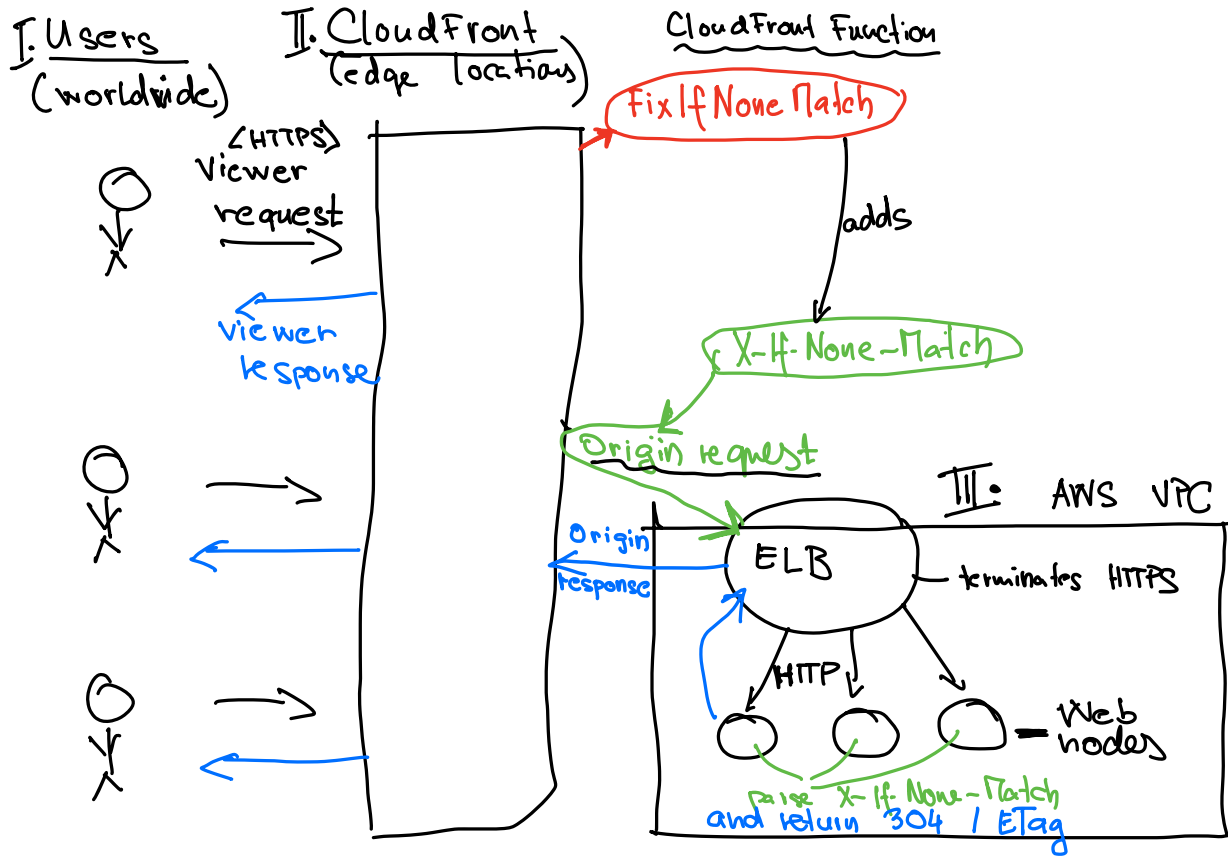 I. Users
(worldwide)
II. CloudFront
(edge locations)
CloudFront Function
FixIfNoneMatch
<HTTPS>
Viewer
request
adds
viewer
response
X-If-None-Match
Origin request
III. AWS VPC
Origin
response
ELB
terminates HTTPS
HTTP
Web
nodes
parse X-If-None-Match
and return 304 / ETag